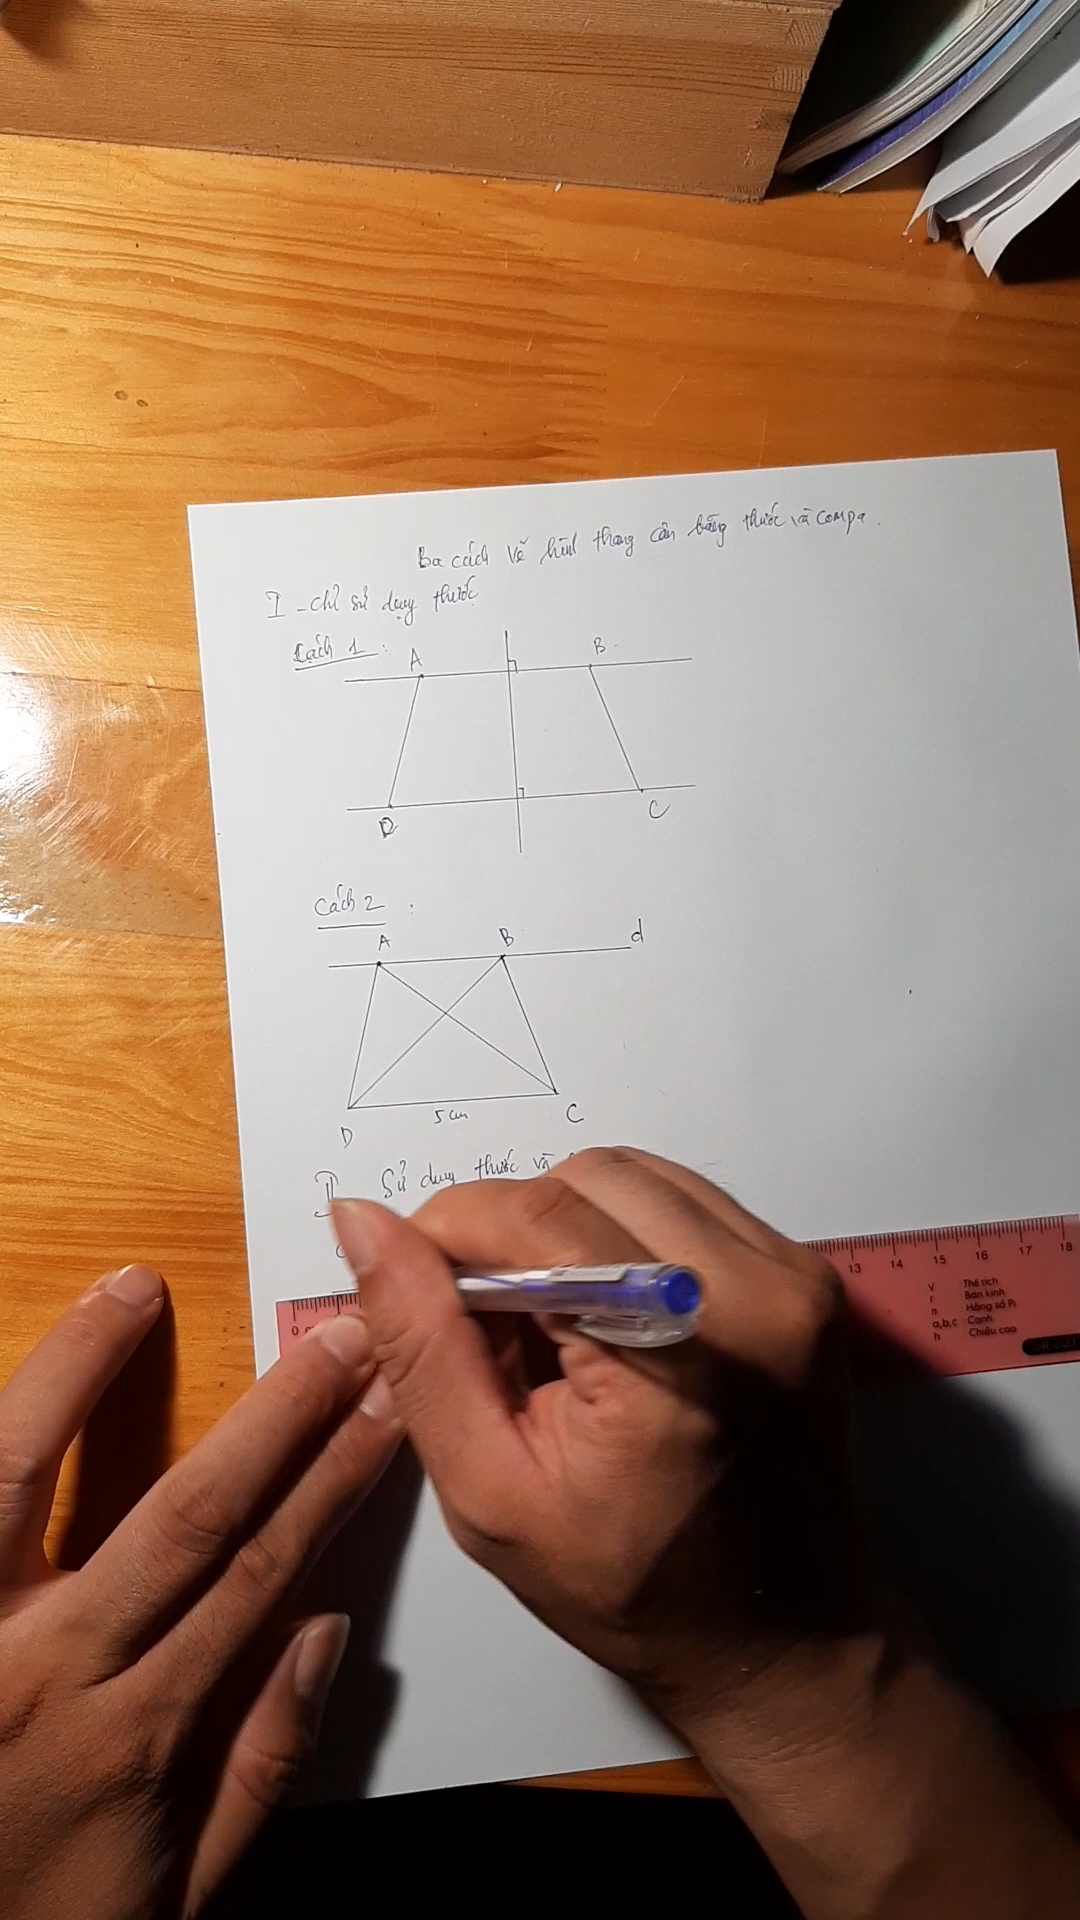 Ba cách vẽ hình thang cân bằng thước và compa.
I - chỉ sử dụng thước
Cách 1 :
A B
D C
Cách 2 :
A B d
5 cm
D C
II Sử dụng thước và
0 13 14 15 16 17 18
V : Thể tích
r : Bán kính
π : Hằng số Pi
a,b,c : Cạnh
h Chiều cao